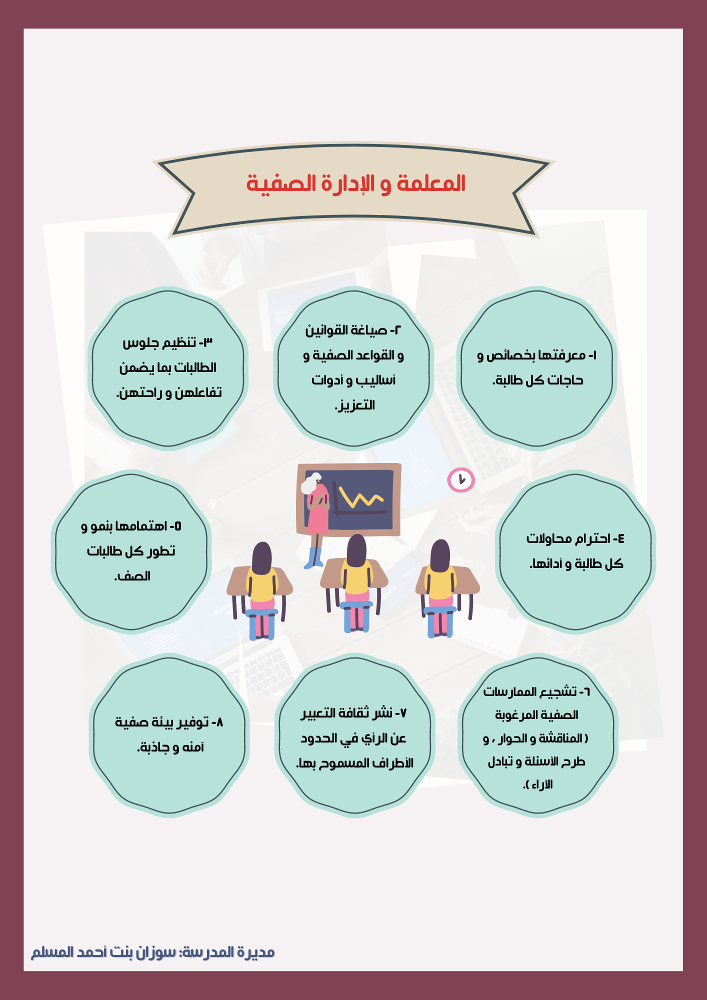 المعلمة و الإدارة الصفية
١- معرفتها بخصائص و
حاجات كل طالبة.
٢- صياغة القوانين
و القواعد الصفية و
أساليب و أدوات
التعزيز.
٣- تنظيم جلوس
الطالبات بما يضمن
تفاعلهن و راحتهن.
٤- احترام محاولات
كل طالبة و أدائها.
٥- اهتمامها بنمو و
تطور كل طالبات
الصف.
٦- تشجيع الممارسات
الصفية المرغوبة
( المناقشة و الحوار ، و
طرح الأسئلة و تبادل
الآراء ).
٧- نشر ثقافة التعبير
عن الرأي في الحدود
الأطراف المسموح بها.
٨- توفير بيئة صفية
آمنه و جاذبة.
مديرة المدرسة: سوزان بنت أحمد المسلم